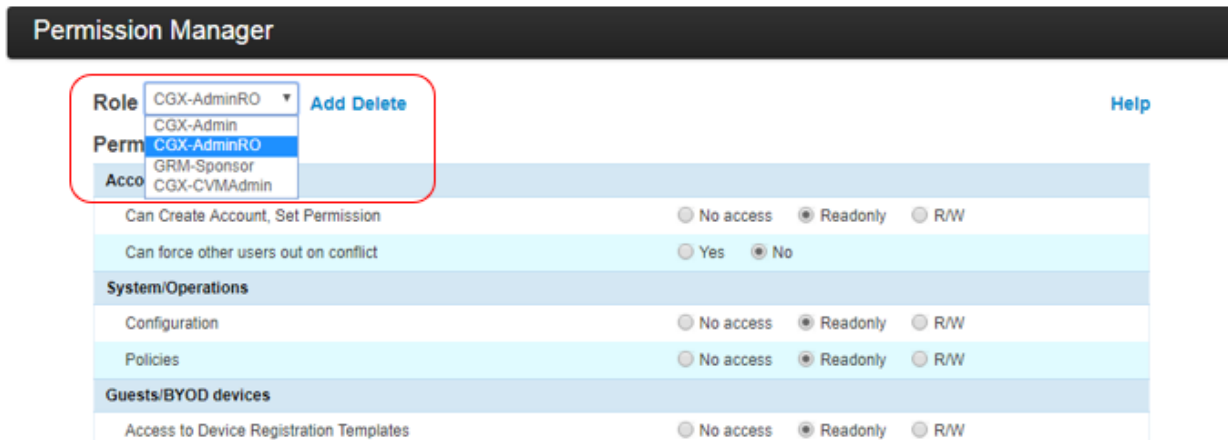 Permission Manager
Role CGX-AdminRO Add Delete Help
CGX-Admin
Perm CGX-AdminRO
GRM-Sponsor
Acco CGX-CVMAdmin
Can Create Account, Set Permission No access Readonly R/W
Can force other users out on conflict Yes No
System/Operations
Configuration No access Readonly R/W
Policies No access Readonly R/W
Guests/BYOD devices
Access to Device Registration Templates No access Readonly R/W